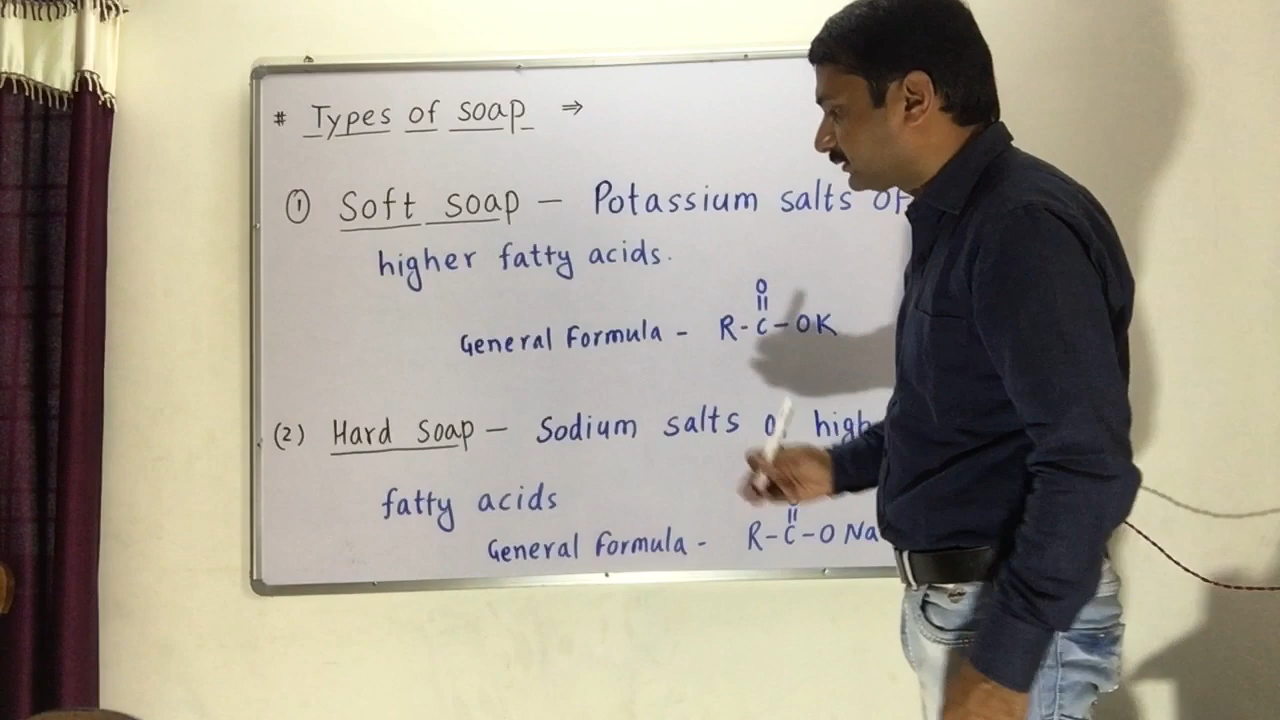 # Types of soap ⇒
① Soft soap – Potassium salts of
higher fatty acids.
O
||
General Formula - R-C-OK
(2) Hard Soap – Sodium salts of
fatty acids
||
General Formula - R-C-O Na